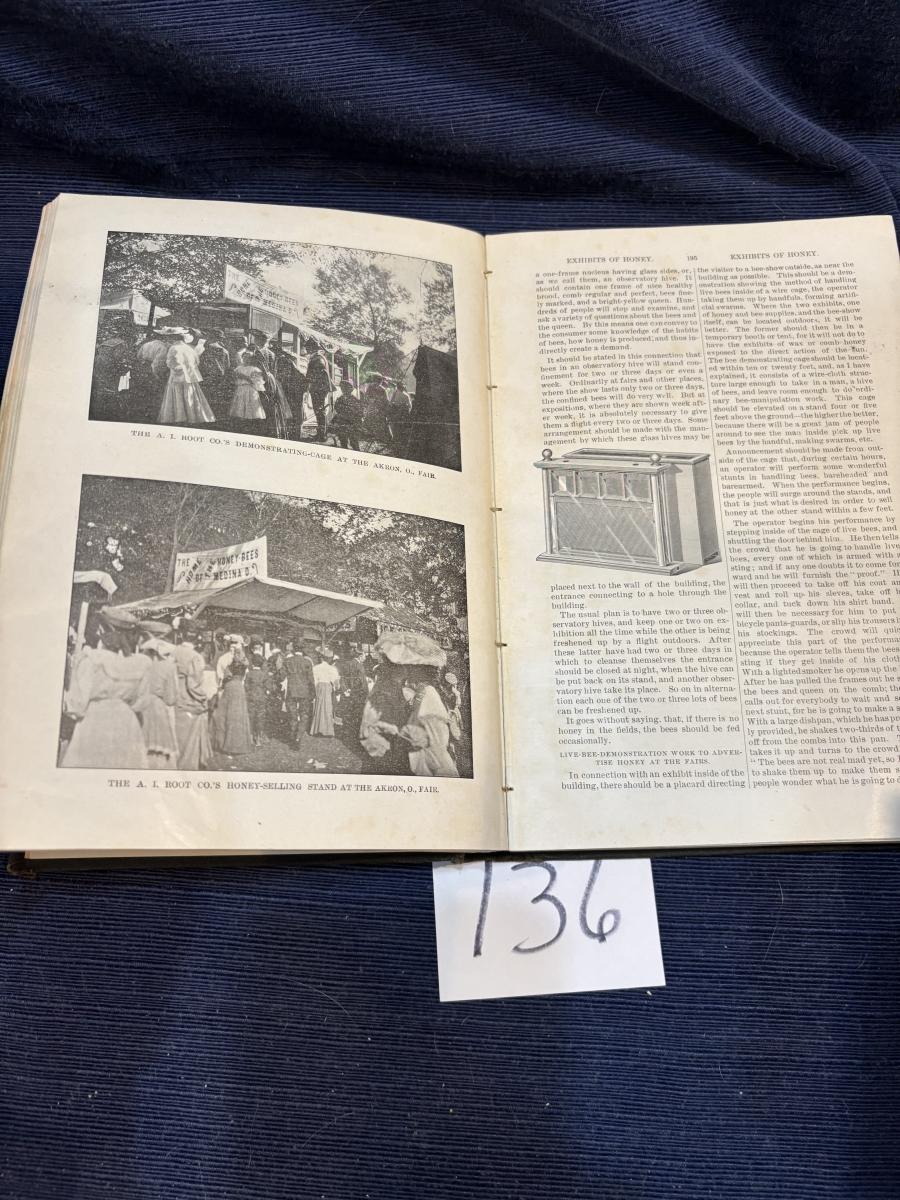 THE HOME
OF THE HONEY-BEES
MEDINA O.
THE A. I. ROOT CO.'S DEMONSTRATING-CAGE AT THE AKRON, O., FAIR.
THE HONEY-BEES
HOME OF THE MEDINA O.
THE A. I. ROOT CO.'S HONEY-SELLING STAND AT THE AKRON, O., FAIR.
EXHIBITS OF HONEY. 195 EXHIBITS OF HONEY.
a one-frame nucleus having glass sides, or,
as we call them, an observatory hive. It
should contain one frame of nice healthy
brood, comb regular and perfect, bees fine-
ly marked, and a bright-yellow queen. Hun-
dreds of people will stop and examine, and
ask a variety of questions about the bees and
the queen. By this means one can convey to
the consumer some knowledge of the habits
of bees, how honey is produced, and thus in-
directly create a demand.
It should be stated in this connection that
bees in an observatory hive will stand con-
finement for two or three days or even a
week. Ordinarily at fairs and other places,
where the show lasts only two or three days,
the confined bees will do very well. But at
expositions, where they are shown week aft-
er week, it is absolutely necessary to give
them a flight every two or three days. Some
arrangement should be made with the man-
agement by which these glass hives may be
placed next to the wall of the building, the
entrance connecting to a hole through the
building.
The usual plan is to have two or three ob-
servatory hives, and keep one or two on ex-
hibition all the time while the other is being
freshened up by a flight outdoors. After
these latter have had two or three days in
which to cleanse themselves the entrance
should be closed at night, when the hive can
be put back on its stand, and another obser-
vatory hive take its place. So on in alterna-
tion each one of the two or three lots of bees
can be freshened up.
It goes without saying, that, if there is no
honey in the fields, the bees should be fed
occasionally.
LIVE-BEE-DEMONSTRATION WORK TO ADVER-
TISE HONEY AT THE FAIRS.
In connection with an exhibit inside of the
building, there should be a placard directing
the visitor to a bee-show outside, as near the
building as possible. This should be a dem-
onstration showing the method of handling
live bees inside of a wire cage, the operator
taking them up by handfuls, forming artifi-
cial swarms. Where the two exhibits, one
of honey and bee-supplies, and the bee-show
itself, can be located outdoors, it will be
better. The former should then be in a
temporary booth or tent, for it will not do to
have the exhibits of wax or comb-honey
exposed to the direct action of the sun.
The bee demonstrating cage should be locat-
ed within ten or twenty feet, and, as I have
explained, it consists of a wire-cloth struc-
ture large enough to take in a man, a hive
of bees, and leave room enough to do ordi-
nary bee-manipulation work. This cage
should be elevated on a stand four or five
feet above the ground—the higher the better,
because there will be a great jam of people
around to see the man inside pick up live
bees by the handful, making swarms, etc.
Announcement should be made from out-
side of the cage that, during certain hours,
an operator will perform some wonderful
stunts in handling bees, bareheaded and
barearmed. When the performance begins,
the people will surge around the stands, and
that is just what is desired in order to sell
honey at the other stand within a few feet.
The operator begins his performance by
stepping inside of the cage of live bees, and
shutting the door behind him. He then tells
the crowd that he is going to handle live
bees, every one of which is armed with
sting; and if any one doubts it to come for
ward and he will furnish the "proof."
will then proceed to take off his coat an
vest and roll up his sleves, take off h
collar, and tuck down his shirt band.
will then be necessary for him to put
bicycle pants-guards, or slip his trousers i
his stockings. The crowd will quic
appreciate this part of the performa
because the operator tells them the bees
sting if they get inside of his cloth
With a lighted smoker he opens up the
After he has pulled the frames out he s
the bees and queen on the comb; the
calls out for everybody to wait and s
next stunt, for he is going to make a s
With a large dishpan, which he has pr
ly provided, he shakes two-thirds of t
off from the combs into this pan.
takes it up and turns to the crowd
"The bees are not real mad yet, so I
to shake them up to make them s
people wonder what he is going to d
736